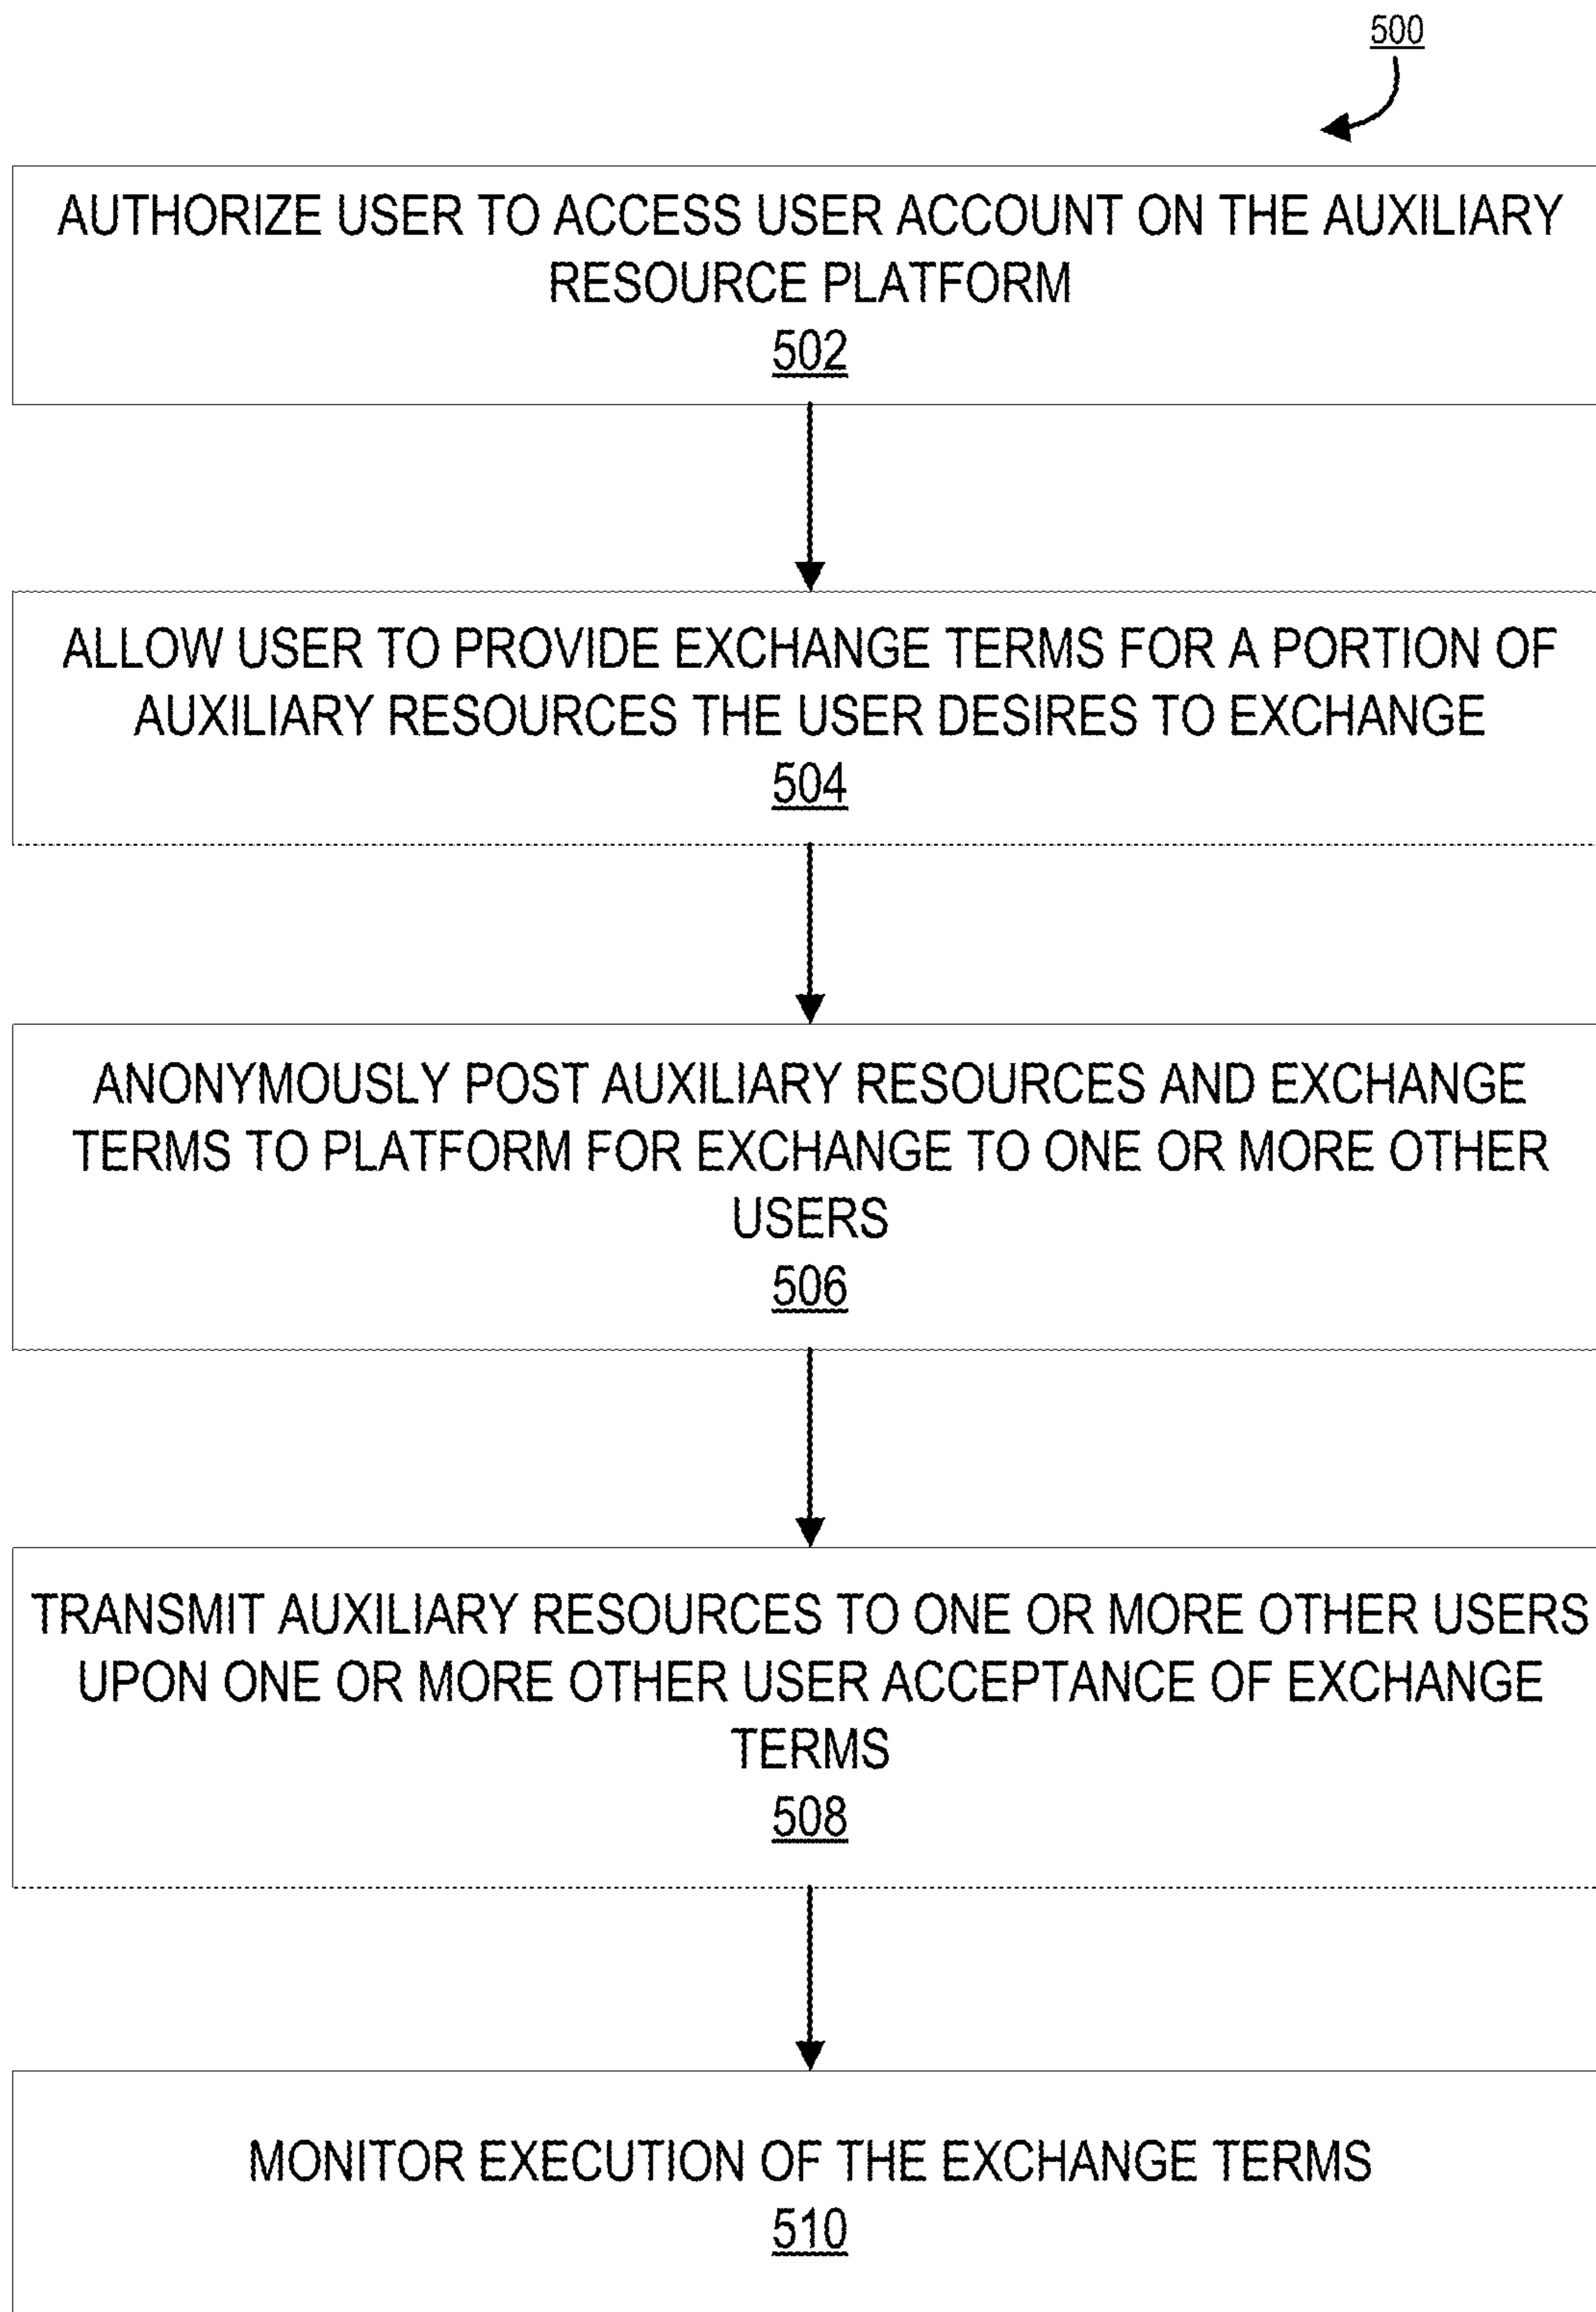 500
AUTHORIZE USER TO ACCESS USER ACCOUNT ON THE AUXILIARY
RESOURCE PLATFORM
502
ALLOW USER TO PROVIDE EXCHANGE TERMS FOR A PORTION OF
AUXILIARY RESOURCES THE USER DESIRES TO EXCHANGE
504
ANONYMOUSLY POST AUXILIARY RESOURCES AND EXCHANGE
TERMS TO PLATFORM FOR EXCHANGE TO ONE OR MORE OTHER
USERS
506
TRANSMIT AUXILIARY RESOURCES TO ONE OR MORE OTHER USERS
UPON ONE OR MORE OTHER USER ACCEPTANCE OF EXCHANGE
TERMS
508
MONITOR EXECUTION OF THE EXCHANGE TERMS
510